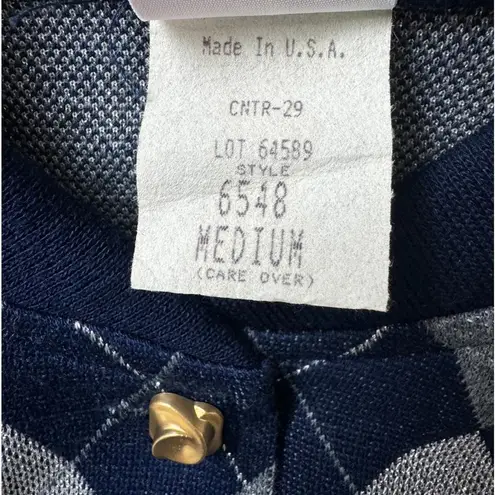 Made In U.S.A.
CNTR-29
LOT 64589
STYLE
6548
MEDIUM
(CARE OVER)